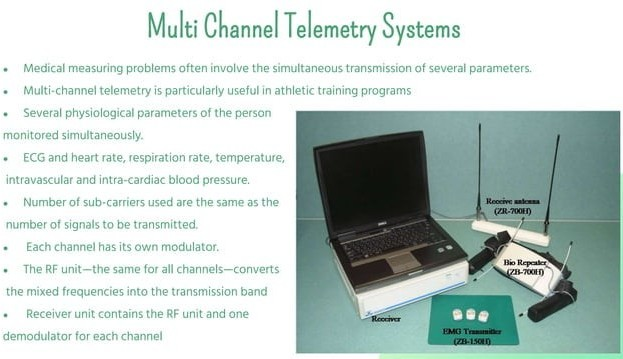 Multi Channel Telemetry Systems
• Medical measuring problems often involve the simultaneous transmission of several parameters.
• Multi-channel telemetry is particularly useful in athletic training programs
• Several physiological parameters of the person
monitored simultaneously.
• ECG and heart rate, respiration rate, temperature,
intravascular and intra-cardiac blood pressure.
• Number of sub-carriers used are the same as the
number of signals to be transmitted.
• Each channel has its own modulator.
• The RF unit—the same for all channels—converts
the mixed frequencies into the transmission band
• Receiver unit contains the RF unit and one
demodulator for each channel
Receive antenna
(ZR-700H)
Bio Repeater
(ZB-700H)
Receiver
EMG Transmitter
(ZB-150H)